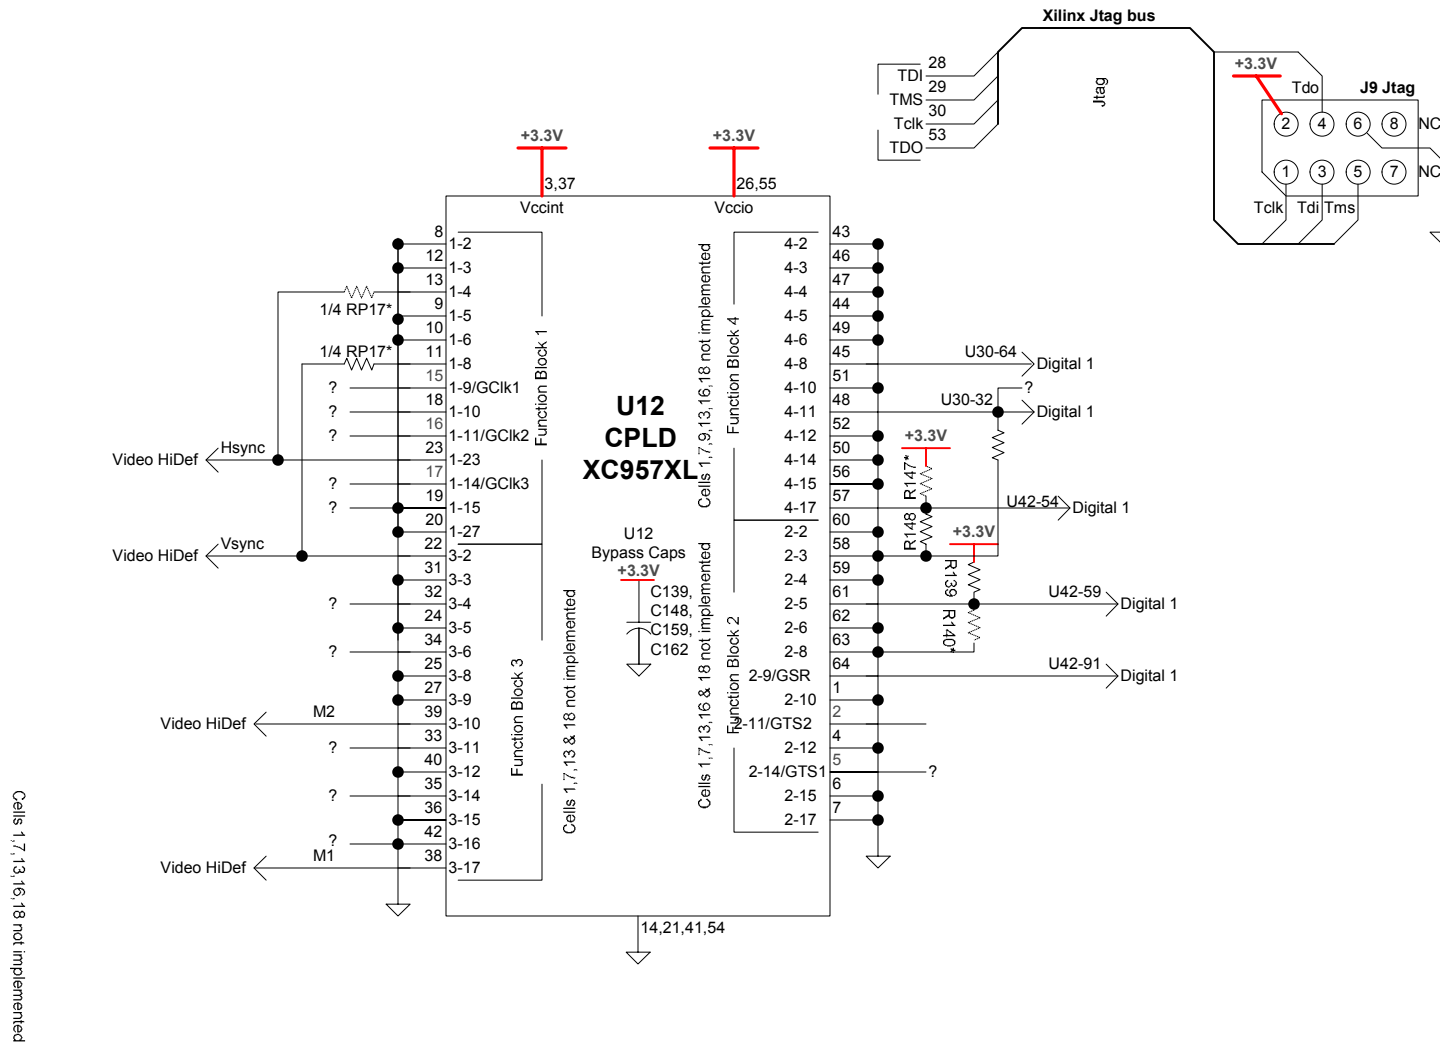 Xilinx Jtag bus
28
TDI
29
TMS
30
Tclk
53
TDO
Jtag
+3.3V
Tdo
J9 Jtag
2
4
6
8
NC
1
3
5
7
NC
Tclk
Tdi
Tms
+3.3V
3,37
Vccint
+3.3V
26,55
Vccio
8
1-2
12
1-3
13
1-4
1/4 RP17*
9
1-5
10
1-6
1/4 RP17*
11
1-8
15
?
1-9/GClk1
18
?
1-10
16
?
1-11/GClk2
23
1-23
Hsync
Video HiDef
17
?
1-14/GClk3
19
?
1-15
20
1-27
22
3-2
Vsync
Video HiDef
31
3-3
32
?
3-4
24
3-5
34
?
3-6
25
3-8
27
3-9
39
3-10
M2
Video HiDef
33
?
3-11
40
3-12
35
?
3-14
36
3-15
42
?
3-16
38
3-17
M1
Video HiDef
Function Block 1
Function Block 3
Cells 1,7,13 & 18 not implemented
U12
CPLD
XC957XL
U12
Bypass Caps
+3.3V
C139,
C148,
C159,
C162
Cells 1,7,9,13,16,18 not implemented
Function Block 4
Cells 1,7,13,16 & 18 not implemented
Function Block 2
43
4-2
46
4-3
47
4-4
44
4-5
49
4-6
45
4-8
U30-64
Digital 1
51
4-10
?
48
4-11
U30-32
Digital 1
52
4-12
50
4-14
56
4-15
57
4-17
+3.3V
R147*
R148
U42-54
Digital 1
60
2-2
58
2-3
+3.3V
59
2-4
R139
61
2-5
U42-59
Digital 1
62
2-6
R140*
63
2-8
64
2-9/GSR
U42-91
Digital 1
1
2-10
2
2-11/GTS2
4
2-12
5
2-14/GTS1
?
6
2-15
7
2-17
14,21,41,54
Cells 1,7,13,16,18 not implemented